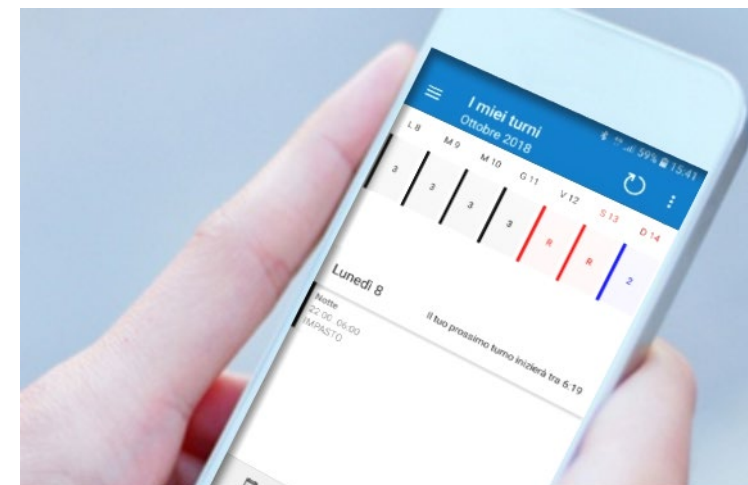 59% 15:41
I miei turni
Ottobre 2018
L 8 M 9 M 10 G 11 V 12 S 13 D 14
3 3 3 3 R R 2
Lunedì 8
Il tuo prossimo turno inizierà tra 6:19
Notte
22:00 06:00
IMPASTO